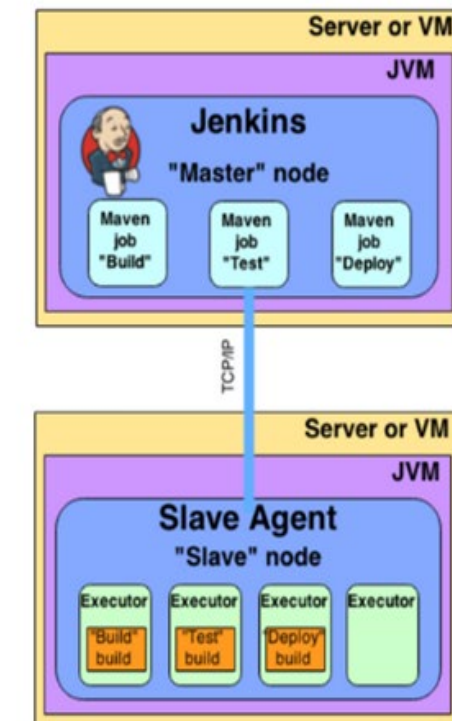 Server or VM
JVM
Jenkins
"Master" node
Maven job "Build"
Maven job "Test"
Maven job "Deploy"
TCP/IP
Server or VM
JVM
Slave Agent
"Slave" node
Executor
"Build" build
Executor
"Test" build
Executor
"Deploy" build
Executor